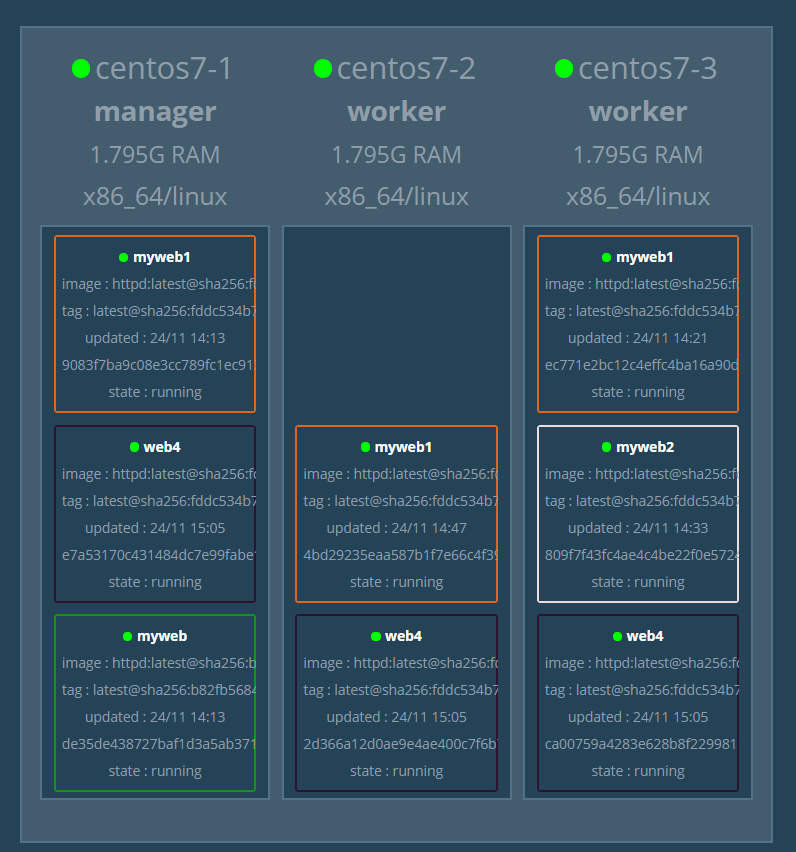 centos7-1
manager
1.795G RAM
x86_64/linux
myweb1
image : httpd:latest@sha256:f
tag : latest@sha256:fddc534b7
updated : 24/11 14:13
9083f7ba9c08e3cc789fc1ec91
state : running
web4
image : httpd:latest@sha256:f
tag : latest@sha256:fddc534b7
updated : 24/11 15:05
e7a53170c431484dc7e99fabe
state : running
myweb
image : httpd:latest@sha256:b
tag : latest@sha256:b82fb5684
updated : 24/11 14:13
de35de438727baf1d3a5ab371
state : running
centos7-2
worker
1.795G RAM
x86_64/linux
myweb1
image : httpd:latest@sha256:f
tag : latest@sha256:fddc534b7
updated : 24/11 14:47
4bd29235eaa587b1f7e66c4f39
state : running
web4
image : httpd:latest@sha256:f
tag : latest@sha256:fddc534b7
updated : 24/11 15:05
2d366a12d0ae9e4ae400c7f6b
state : running
centos7-3
worker
1.795G RAM
x86_64/linux
myweb1
image : httpd:latest@sha256:f
tag : latest@sha256:fddc534b7
updated : 24/11 14:21
ec771e2bc12c4effc4ba16a90d
state : running
myweb2
image : httpd:latest@sha256:f
tag : latest@sha256:fddc534b7
updated : 24/11 14:33
809f7f43fc4ae4c4be22f0e5724
state : running
web4
image : httpd:latest@sha256:f
tag : latest@sha256:fddc534b7
updated : 24/11 15:05
ca00759a4283e628b8f229981
state : running